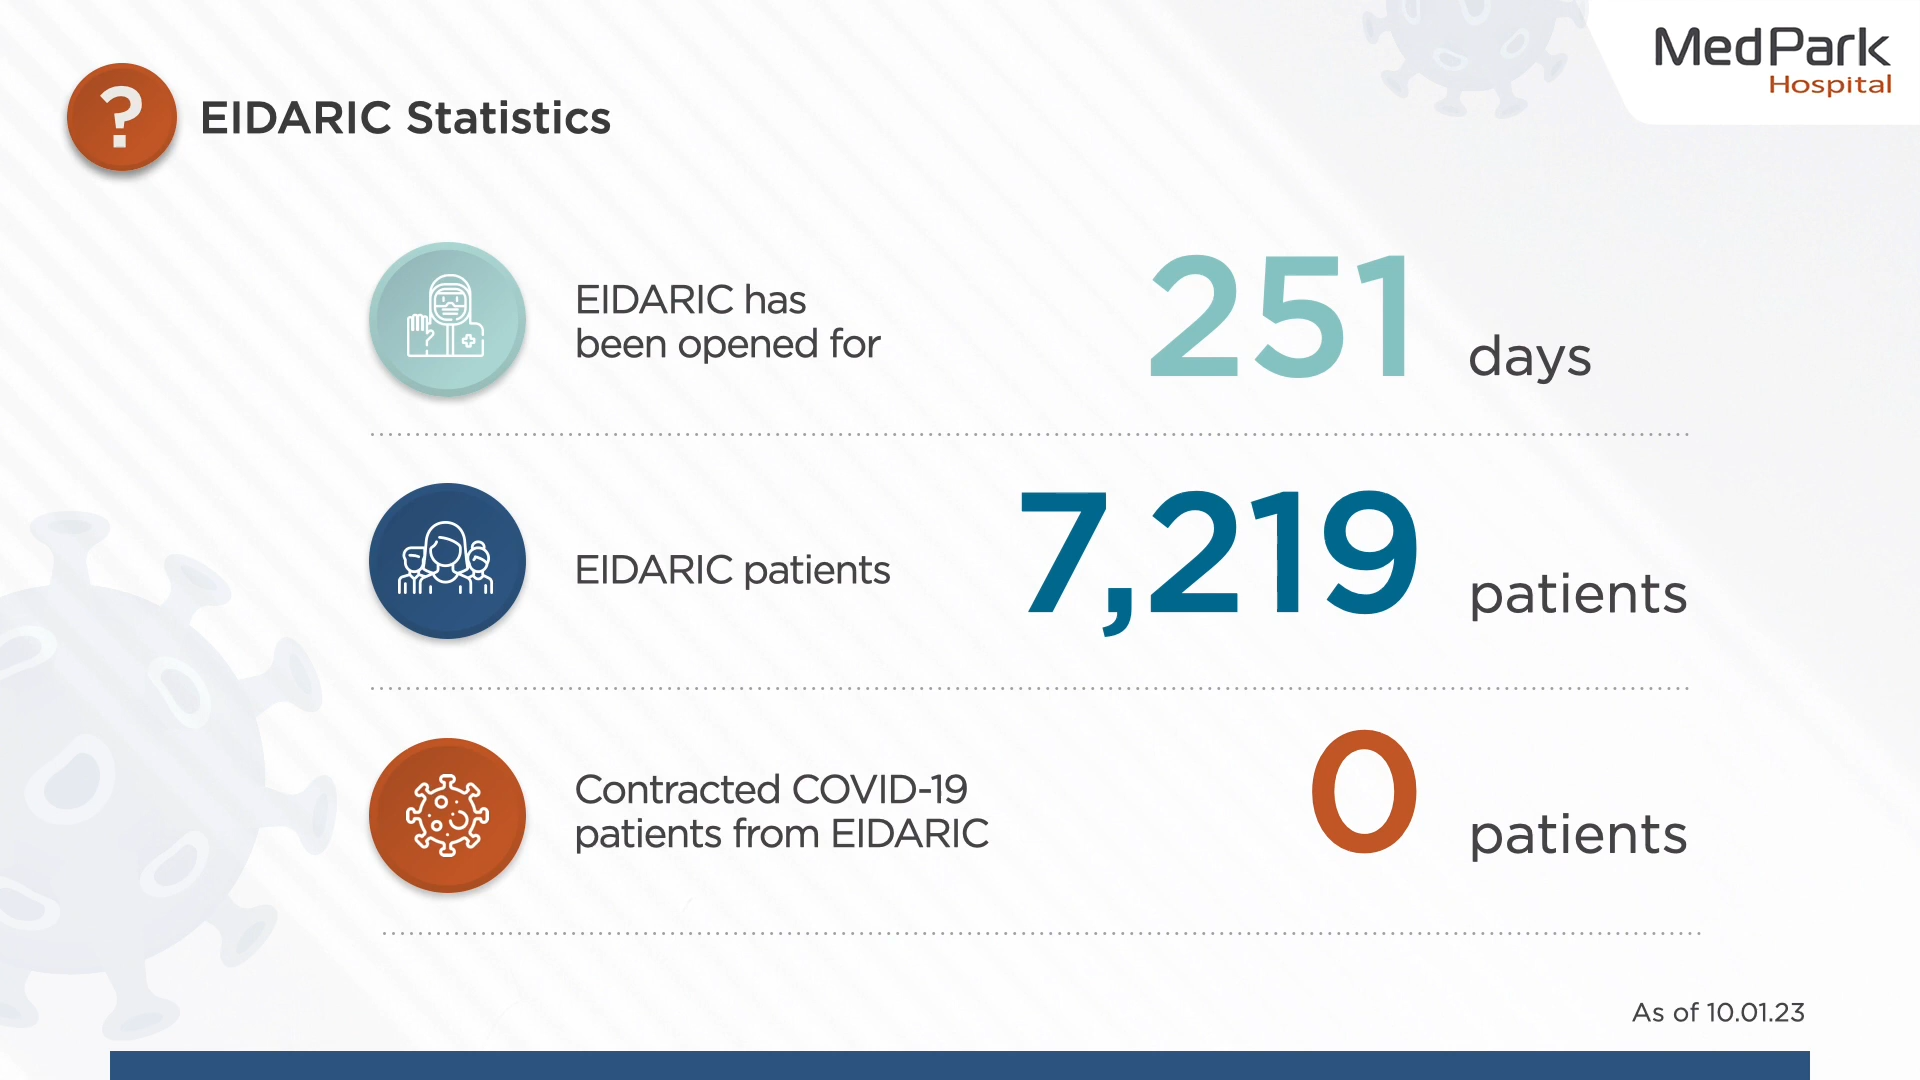 MedPark
Hospital
?
EIDARIC Statistics
EIDARIC has
been opened for
251 days
EIDARIC patients
7,219 patients
Contracted COVID-19
patients from EIDARIC
0 patients
As of 10.01.23